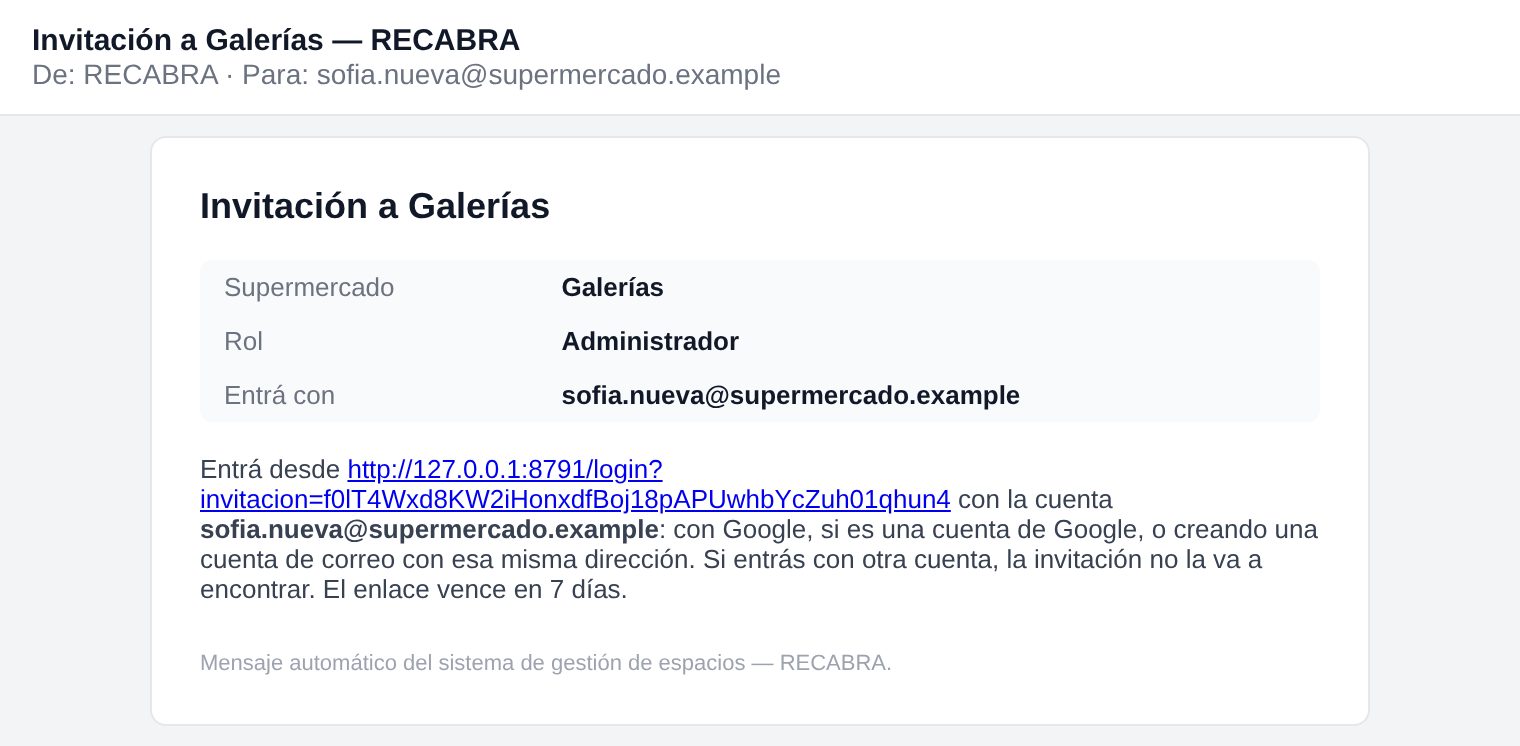 Invitación a Galerías — RECABRA
De: RECABRA · Para: sofia.nueva@supermercado.example
Invitación a Galerías
Supermercado Galerías
Rol Administrador
Entrá con sofia.nueva@supermercado.example
Entrá desde http://127.0.0.1:8791/login?
invitacion=f0lT4Wxd8KW2iHonxdfBoj18pAPUwhbYcZuh01qhun4 con la cuenta
sofia.nueva@supermercado.example: con Google, si es una cuenta de Google, o creando una
cuenta de correo con esa misma dirección. Si entrás con otra cuenta, la invitación no la va a
encontrar. El enlace vence en 7 días.
Mensaje automático del sistema de gestión de espacios — RECABRA.